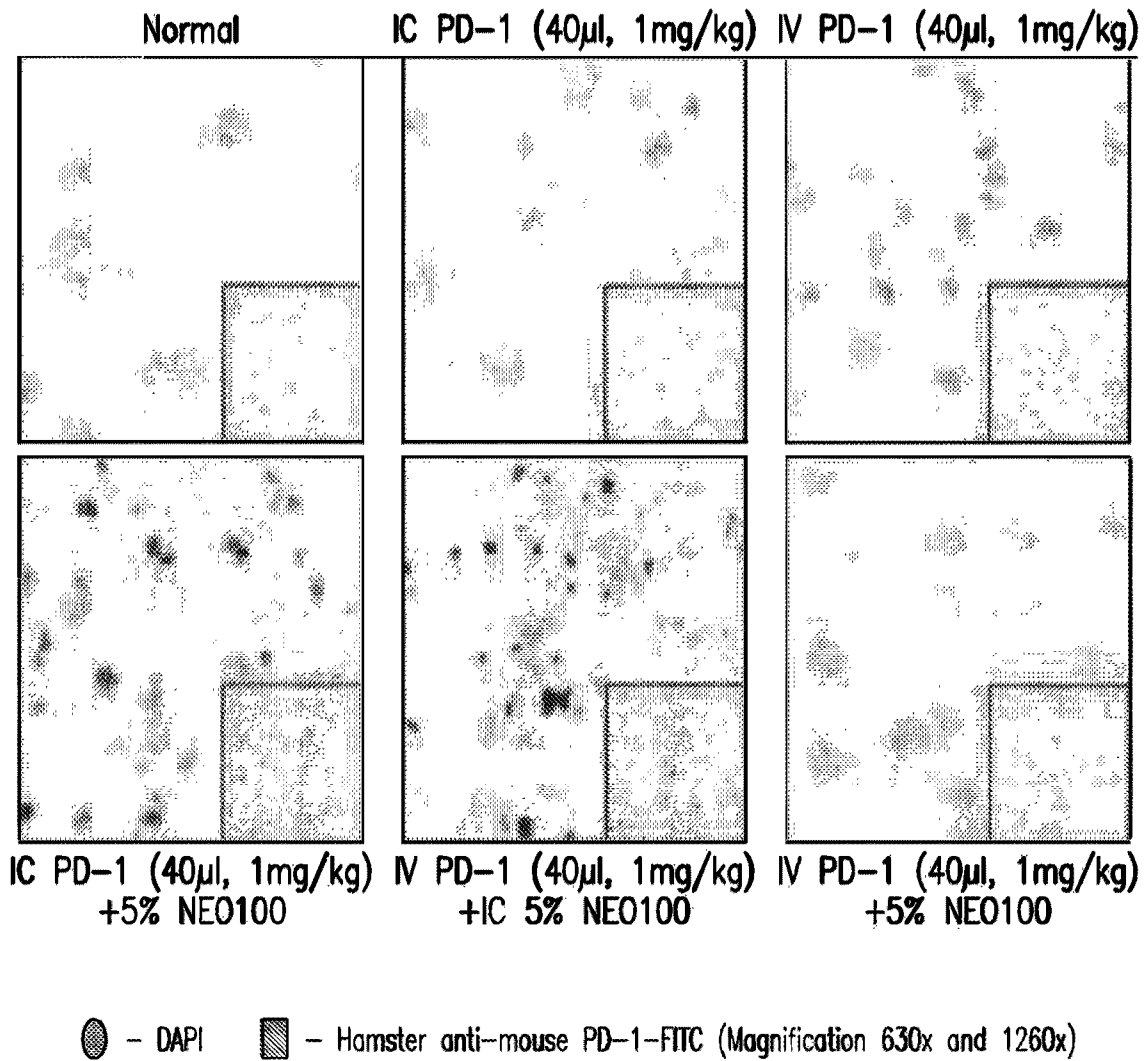 Normal
IC PD-1 (40µl, 1mg/kg)
IV PD-1 (40µl, 1mg/kg)
IC PD-1 (40µl, 1mg/kg)
+5% NEO100
IV PD-1 (40µl, 1mg/kg)
+IC 5% NEO100
IV PD-1 (40µl, 1mg/kg)
+5% NEO100
- DAPI
- Hamster anti-mouse PD-1-FITC (Magnification 630x and 1260x)